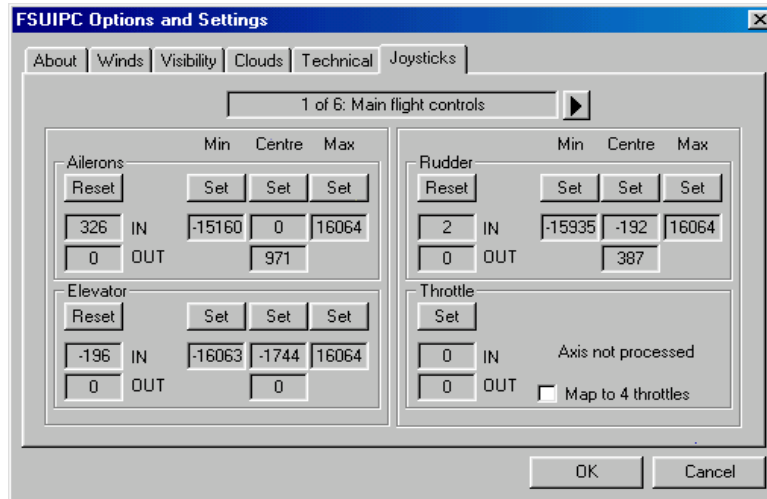 FSUIPC Options and Settings
About Winds Visibility Clouds Technical Joysticks
1 of 6: Main flight controls
Min Centre Max
Ailerons
Reset Set Set Set
326 IN -15160 0 16064
0 OUT 971
Elevator
Reset Set Set Set
-196 IN -16063 -1744 16064
0 OUT 0
Min Centre Max
Rudder
Reset Set Set Set
2 IN -15935 -192 16064
0 OUT 387
Throttle
Set
0 IN Axis not processed
0 OUT Map to 4 throttles
OK Cancel